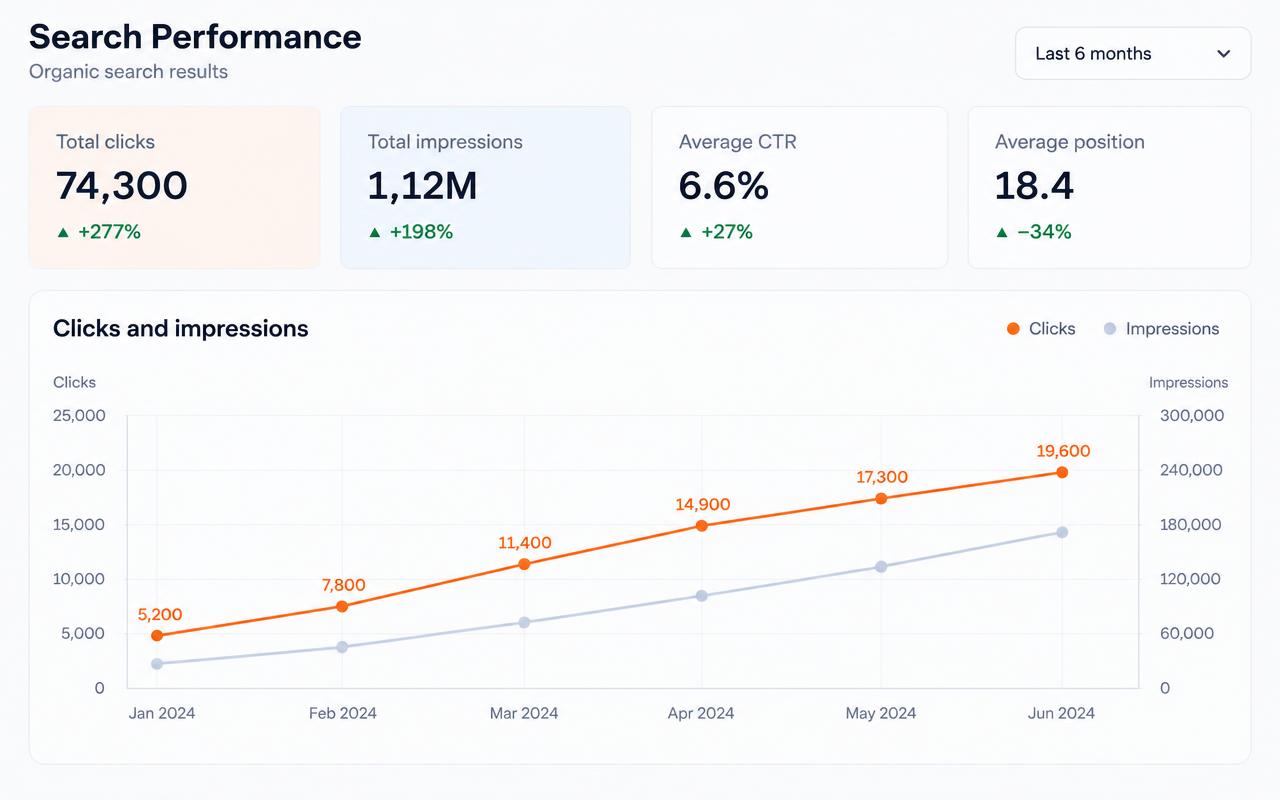 Search Performance
Organic search results
Last 6 months
Total clicks
74,300
▲ +277%
Total impressions
1,12M
▲ +198%
Average CTR
6.6%
▲ +27%
Average position
18.4
▲ −34%
Clicks and impressions
Clicks
Impressions
Clicks
Impressions
25,000
300,000
20,000
240,000
15,000
180,000
10,000
120,000
5,000
60,000
0
0
5,200
7,800
11,400
14,900
17,300
19,600
Jan 2024
Feb 2024
Mar 2024
Apr 2024
May 2024
Jun 2024